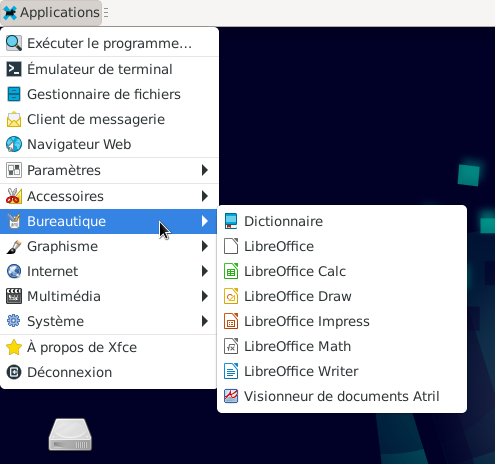 Applications
Exécuter le programme...
Émulateur de terminal
Gestionnaire de fichiers
Client de messagerie
Navigateur Web
Paramètres
Accessoires
Bureautique
Graphisme
Internet
Multimédia
Système
À propos de Xfce
Déconnexion
Dictionnaire
LibreOffice
LibreOffice Calc
LibreOffice Draw
LibreOffice Impress
LibreOffice Math
LibreOffice Writer
Visionneur de documents Atril